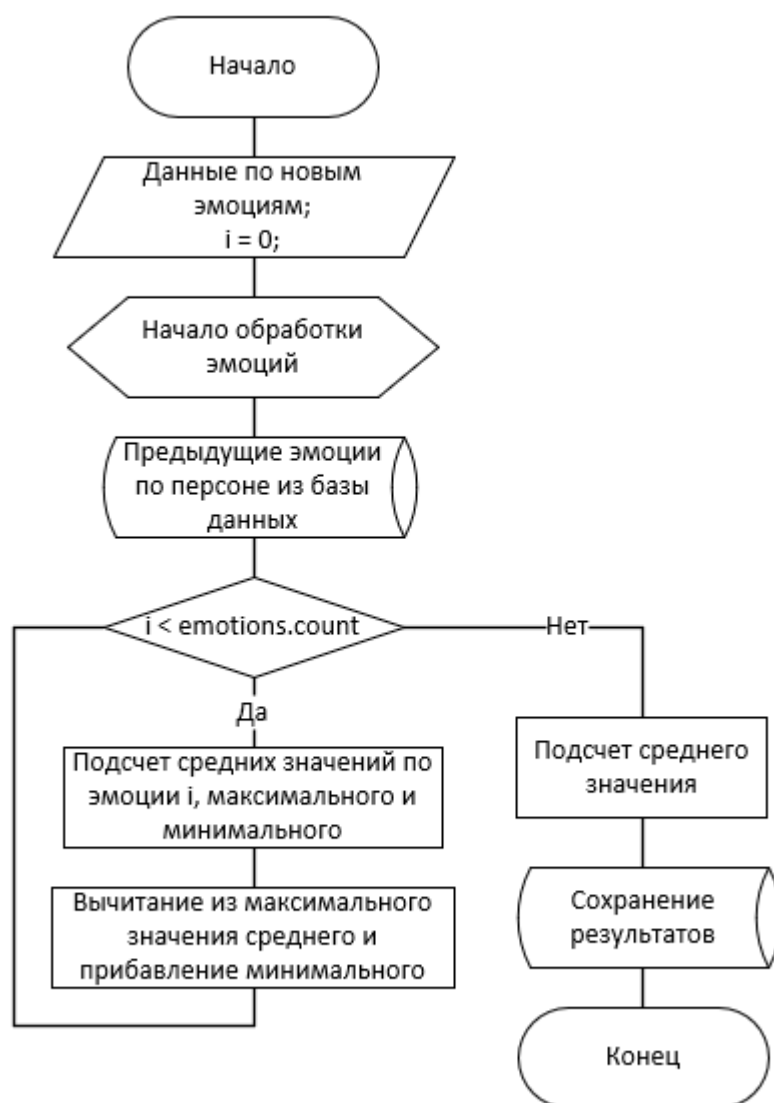 Начало
Данные по новым
эмоциям;
i = 0;
Начало обработки
эмоций
Предыдущие эмоции
по персоне из базы
данных
i < emotions.count
Нет
Да
Подсчет средних значений по
эмоции i, максимального и
минимального
Вычитание из максимального
значения среднего и
прибавление минимального
Подсчет среднего
значения
Сохранение
результатов
Конец